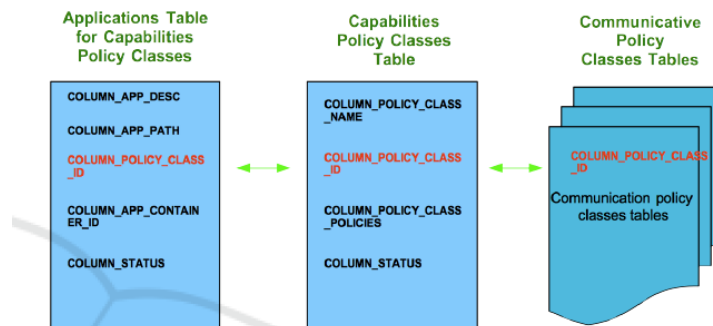 Applications Table
for Capabilities
Policy Classes
COLUMN_APP_DESC
COLUMN_APP_PATH
COLUMN_POLICY_CLASS
_ID
COLUMN_APP_CONTAIN
ER_ID
COLUMN_STATUS
Capabilities
Policy Classes
Table
COLUMN_POLICY_CLASS
_NAME
COLUMN_POLICY_CLASS
_ID
COLUMN_POLICY_CLASS
_POLICIES
COLUMN_STATUS
Communicative
Policy
Classes Tables
COLUMN_POLICY_CLASS
_ID
Communication policy
classes tables